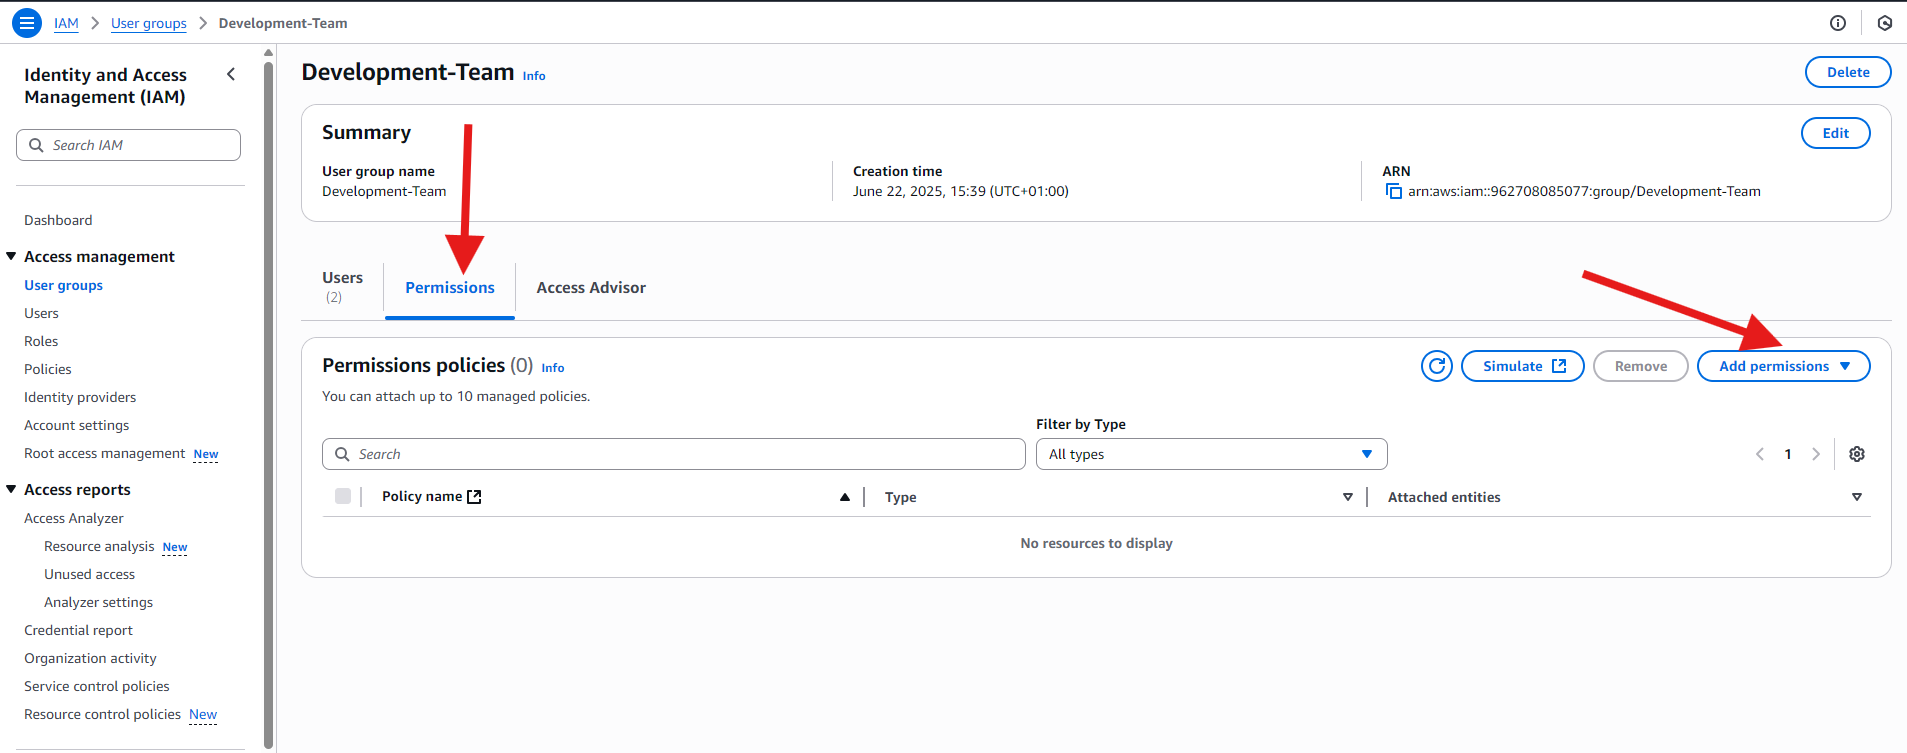 IAM > User groups > Development-Team
Identity and Access
Management (IAM)
Search IAM
Dashboard
Access management
User groups
Users
Roles
Policies
Identity providers
Account settings
Root access management New
Access reports
Access Analyzer
Resource analysis New
Unused access
Analyzer settings
Credential report
Organization activity
Service control policies
Resource control policies New
Development-Team Info
Delete
Summary
Edit
User group name
Development-Team
Creation time
June 22, 2025, 15:39 (UTC+01:00)
ARN
arn:aws:iam::962708085077:group/Development-Team
Users
(2)
Permissions
Access Advisor
Permissions policies (0) Info
Simulate
Remove
Add permissions
You can attach up to 10 managed policies.
Filter by Type
Search
All types
1
Policy name
Type
Attached entities
No resources to display